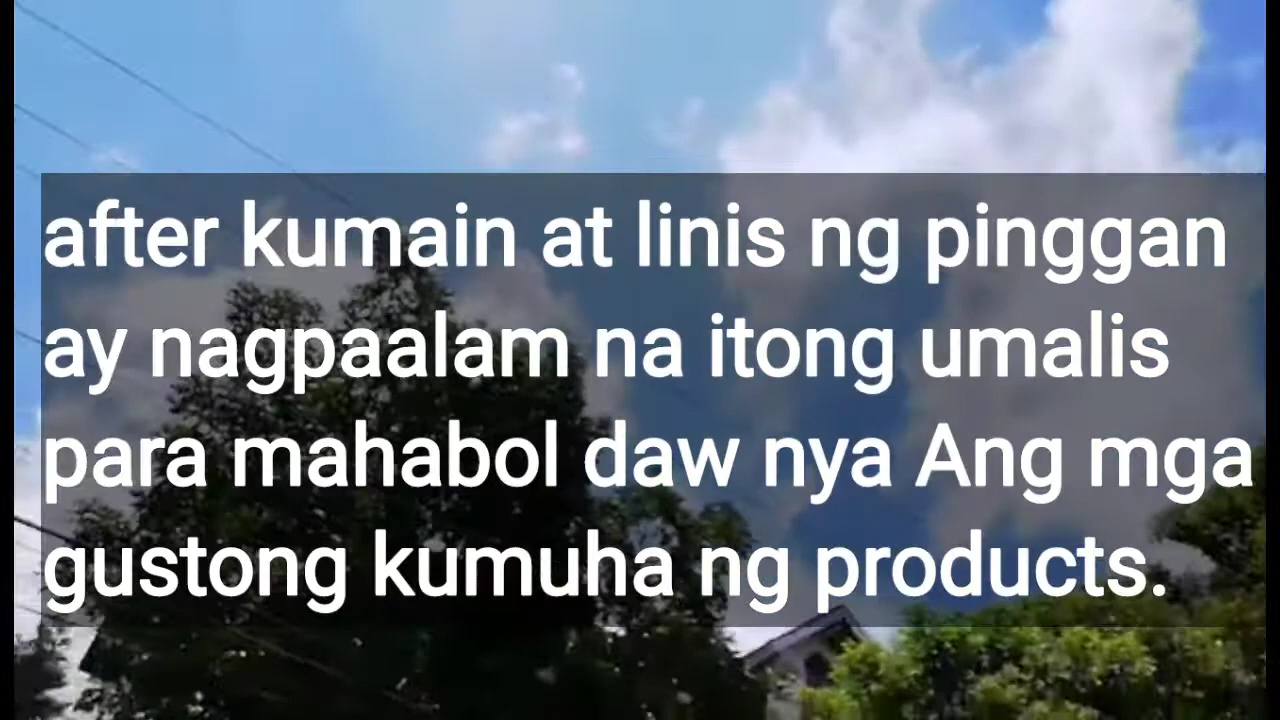 after kumain at linis ng pinggan
ay nagpaalam na itong umalis
para mahabol daw nya Ang mga
gustong kumuha ng products.